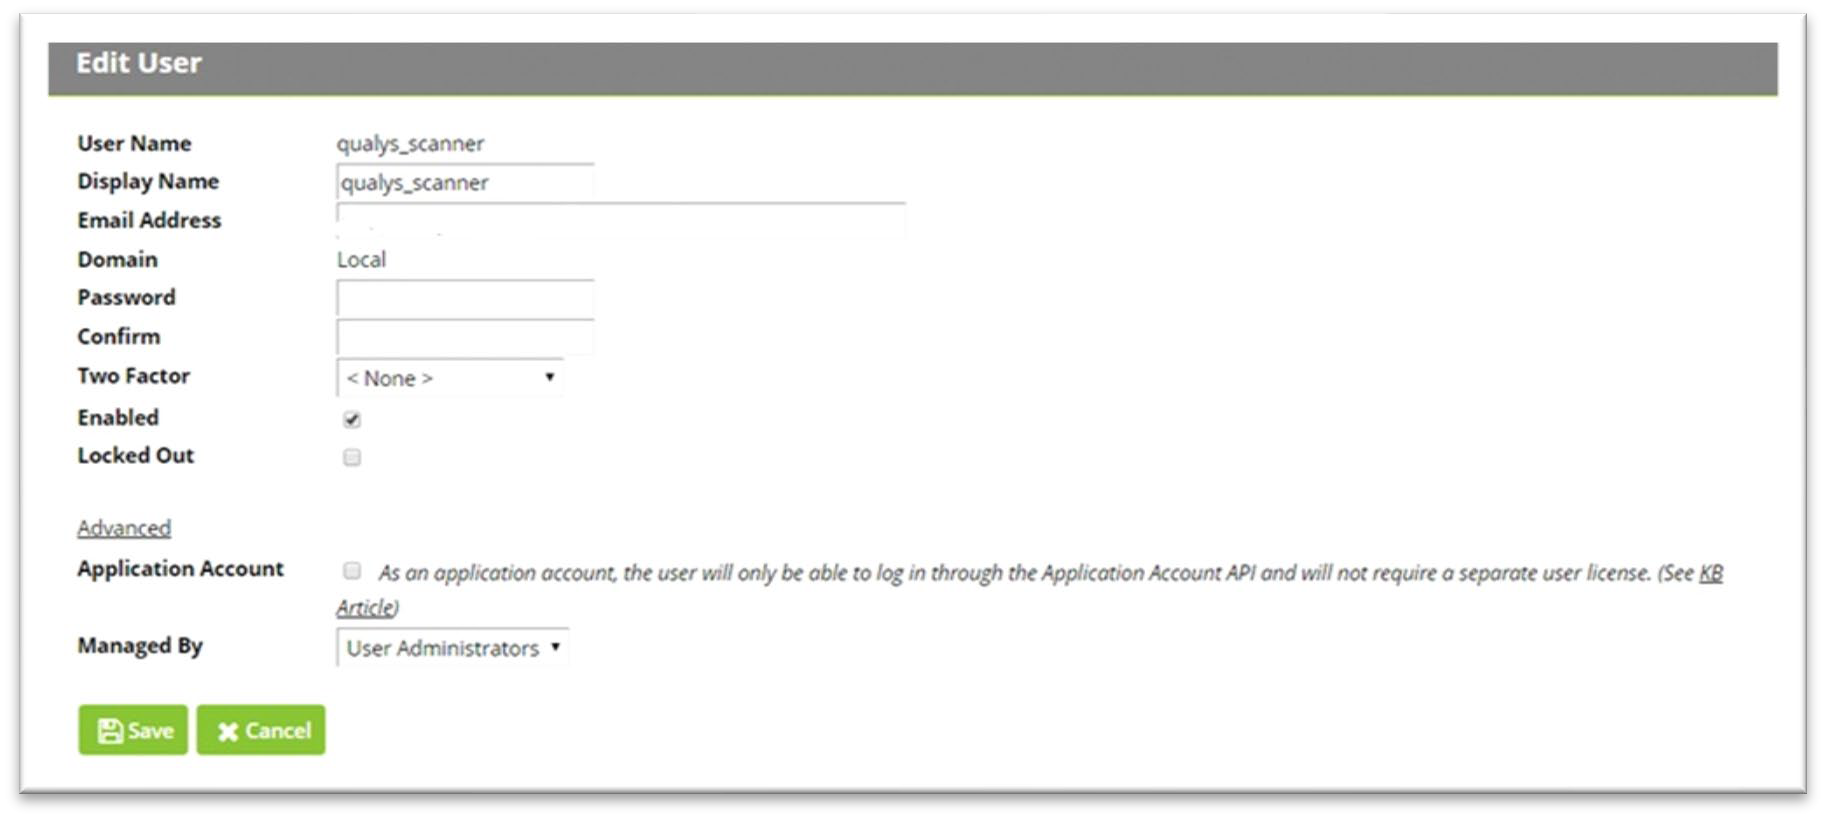 Edit User
User Name qualys_scanner
Display Name qualys_scanner
Email Address
Domain Local
Password
Confirm
Two Factor < None >
Enabled
Locked Out
Advanced
Application Account As an application account, the user will only be able to log in through the Application Account API and will not require a separate user license. (See KB
Article)
Managed By User Administrators
Save Cancel